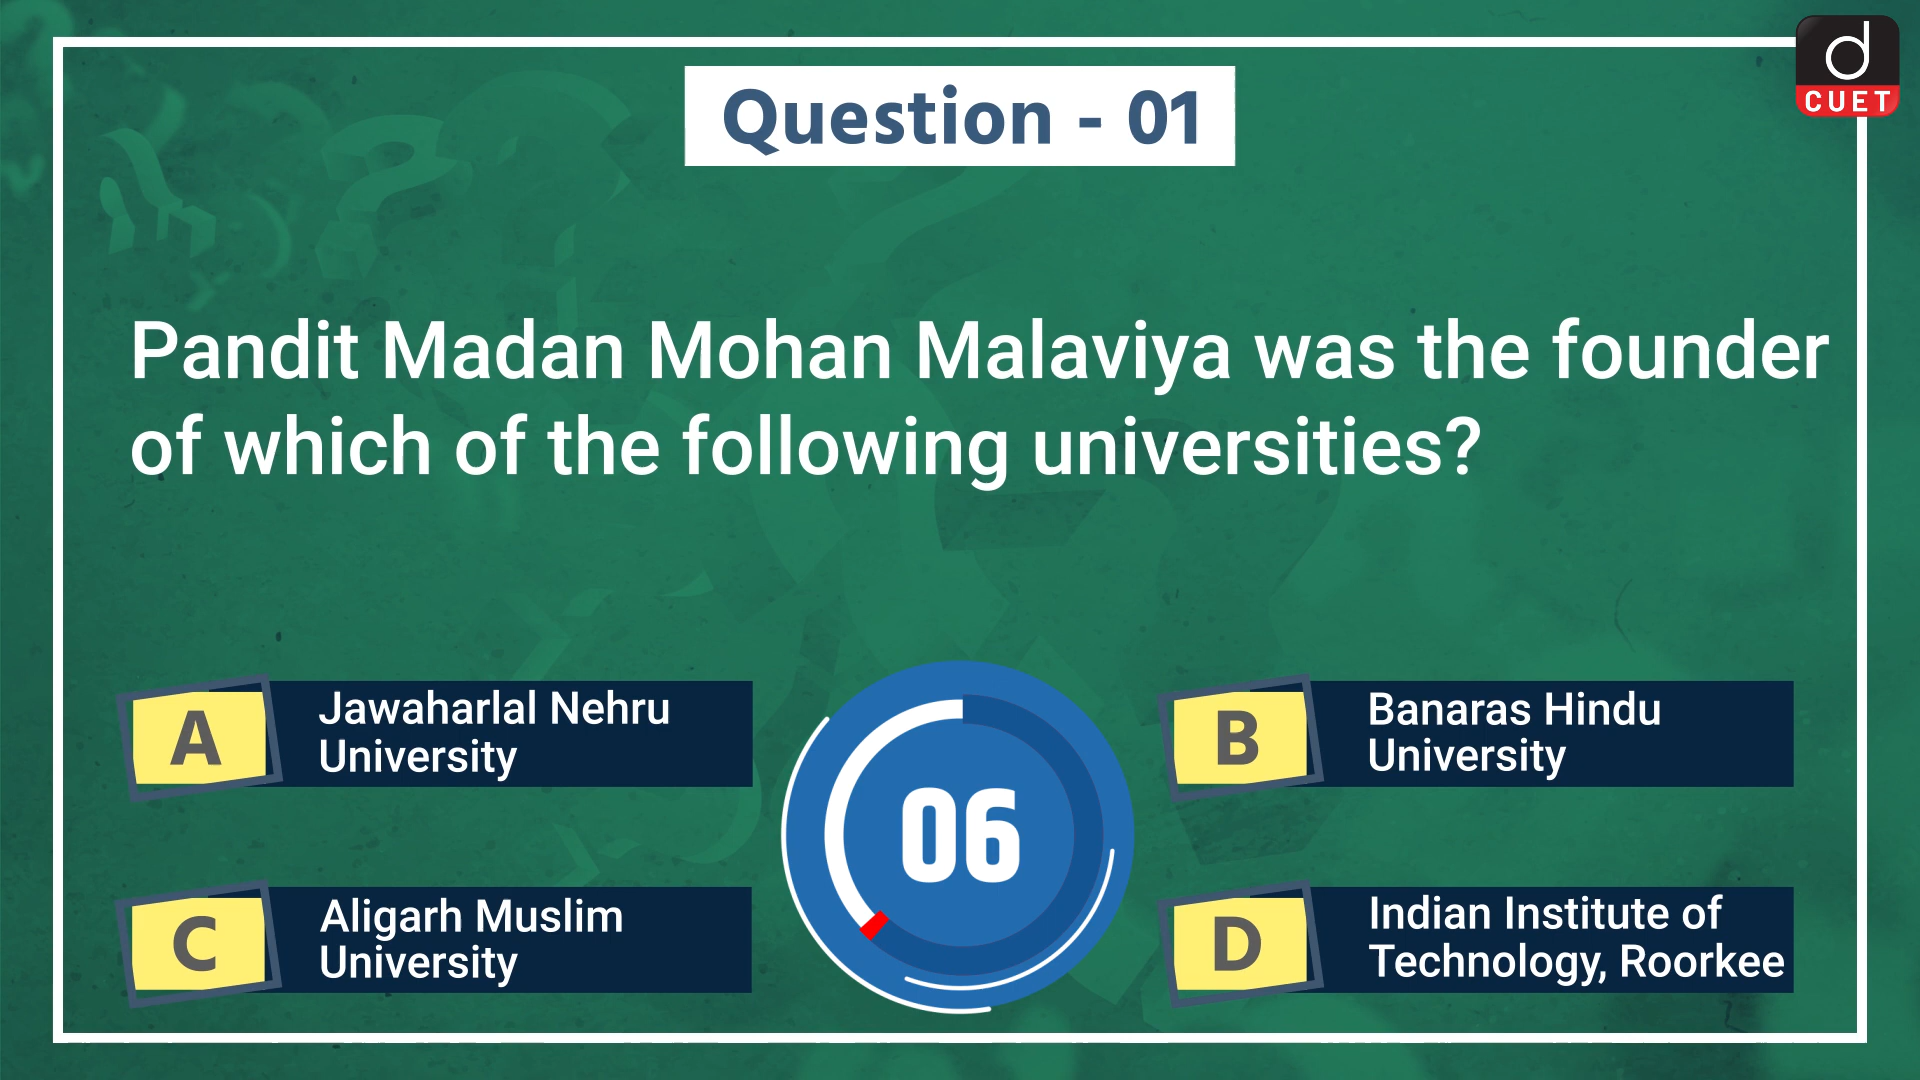 d
CUET
Question - 01
Pandit Madan Mohan Malaviya was the founder
of which of the following universities?
A
Jawaharlal Nehru
University
B
Banaras Hindu
University
06
C
Aligarh Muslim
University
D
Indian Institute of
Technology, Roorkee